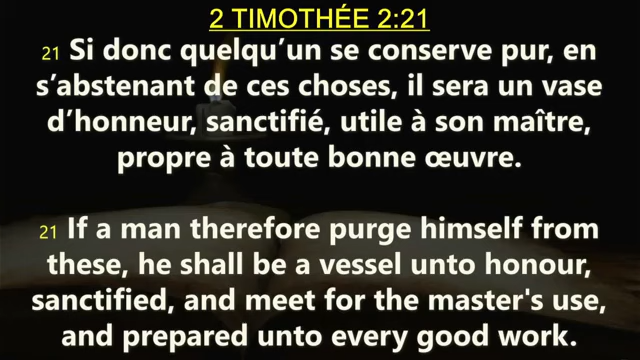 2 TIMOTHÉE 2:21
21 Si donc quelqu’un se conserve pur, en
s’abstenant de ces choses, il sera un vase
d’honneur, sanctifié, utile à son maître,
propre à toute bonne œuvre.
21 If a man therefore purge himself from
these, he shall be a vessel unto honour,
sanctified, and meet for the master's use,
and prepared unto every good work.